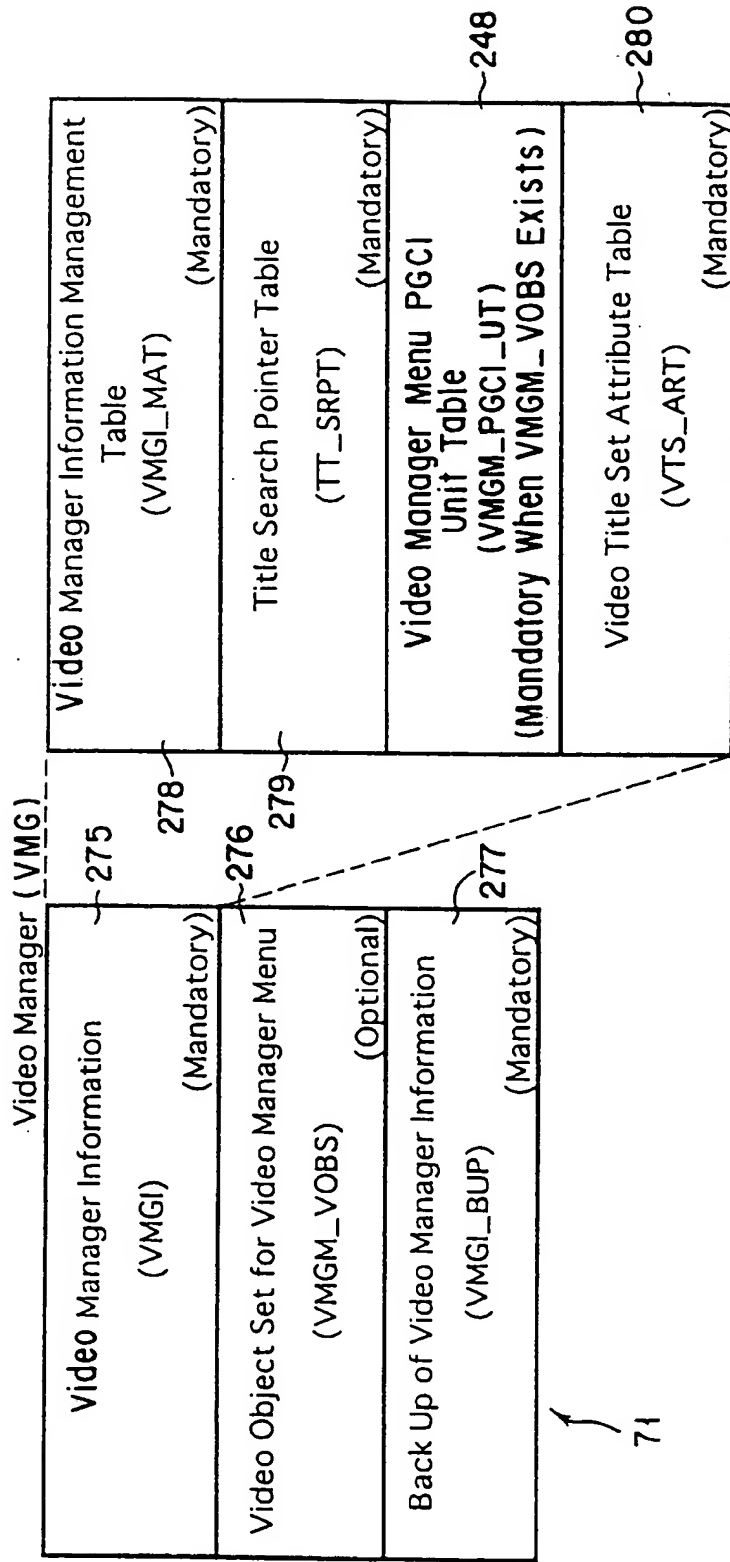 Video Manager (VMG)
Video Manager Information
(VMGI)
(Mandatory)
275
Video Object Set for Video Manager Menu
(VMGM_VOBS)
(Optional)
276
Back Up of Video Manager Information
(VMGI_BUP)
(Mandatory)
277
71
Video Manager Information Management
Table
(VMGI_MAT)
(Mandatory)
278
Title Search Pointer Table
(TT_SRPT)
(Mandatory)
279
Video Manager Menu PGCI
Unit Table
(VMGM_PGCI_UT)
(Mandatory When VMGM_VOBS Exists)
248
Video Title Set Attribute Table
(VTS_ART)
(Mandatory)
280